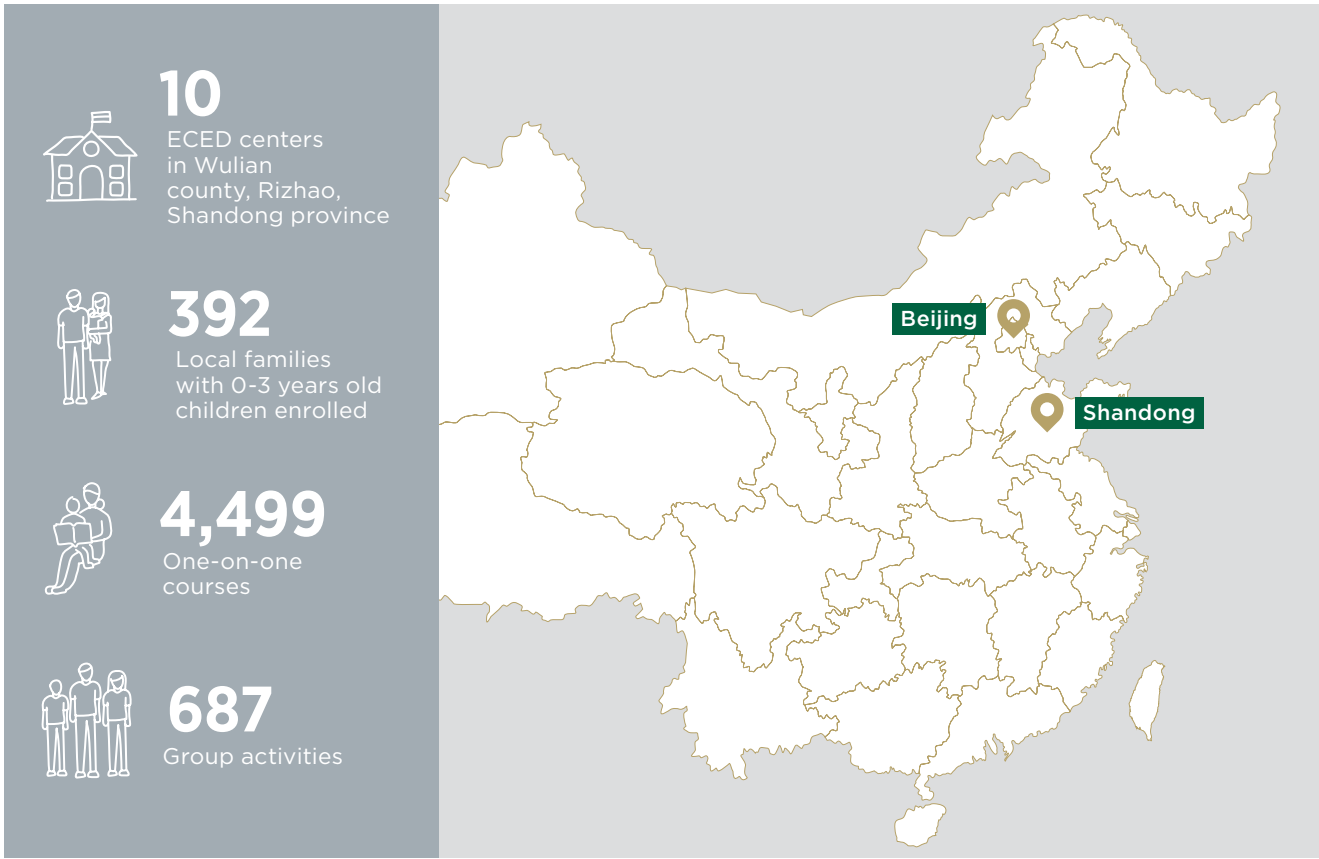 10
ECED centers
in Wulian
county, Rizhao,
Shandong province
392
Local families
with 0-3 years old
children enrolled
4,499
One-on-one
courses
687
Group activities
Beijing
Shandong